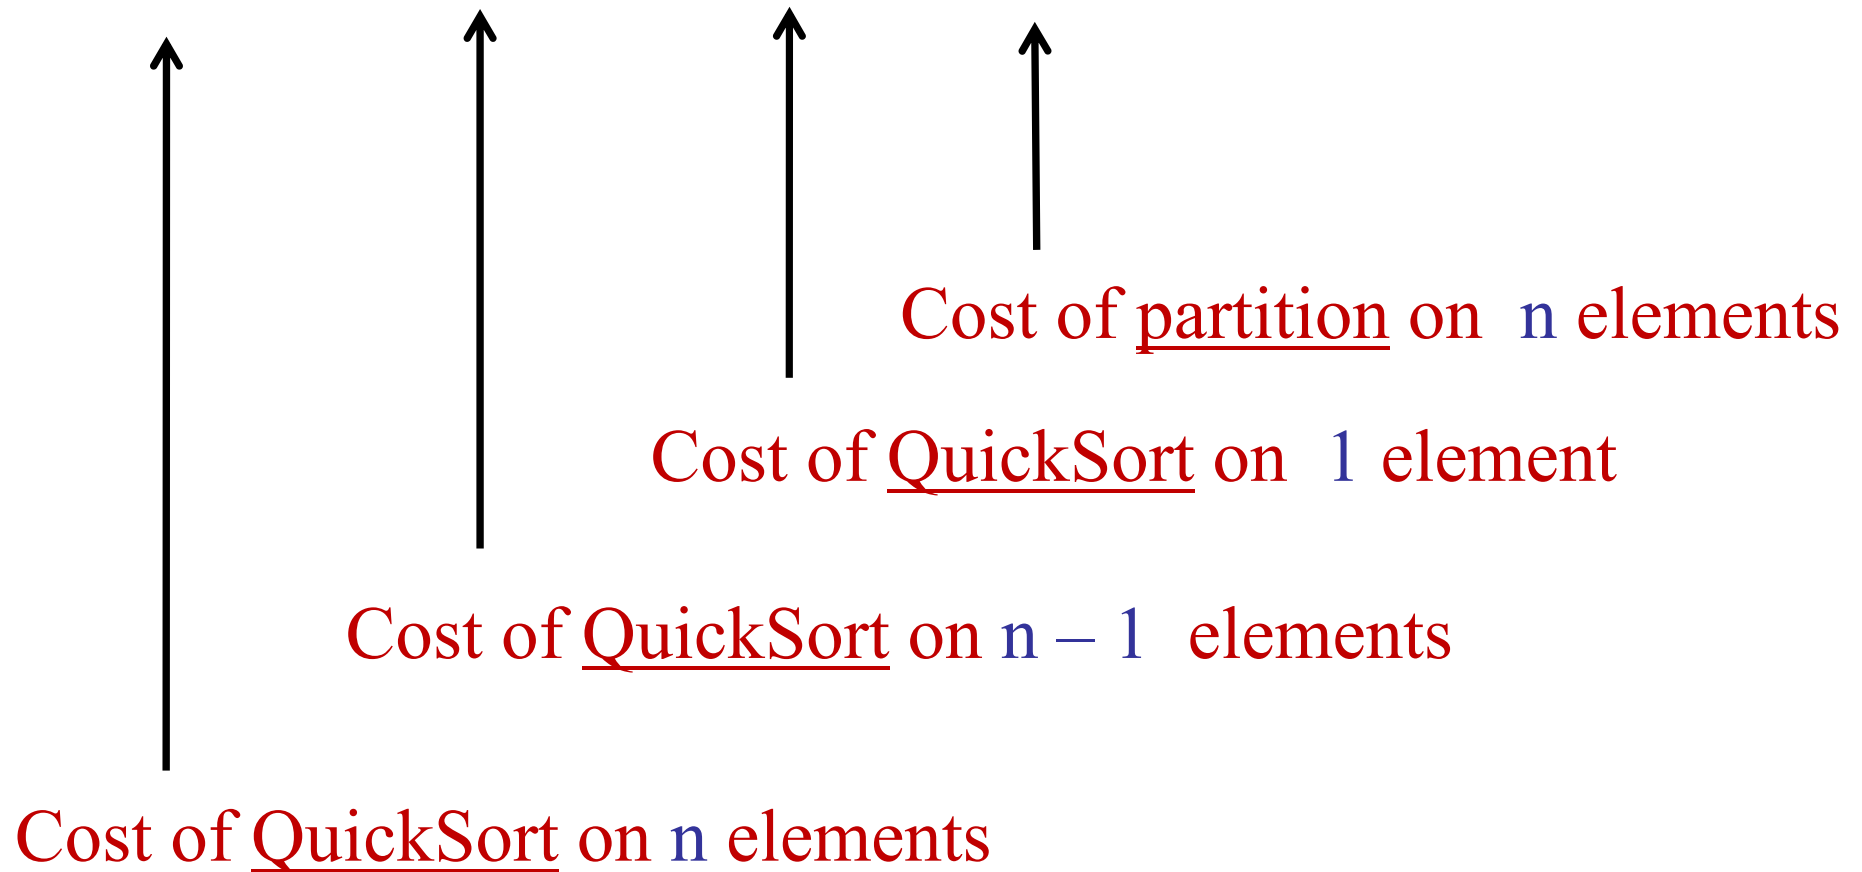 Cost of partition on n elements
Cost of QuickSort on 1 element
Cost of QuickSort on n – 1 elements
Cost of QuickSort on n elements